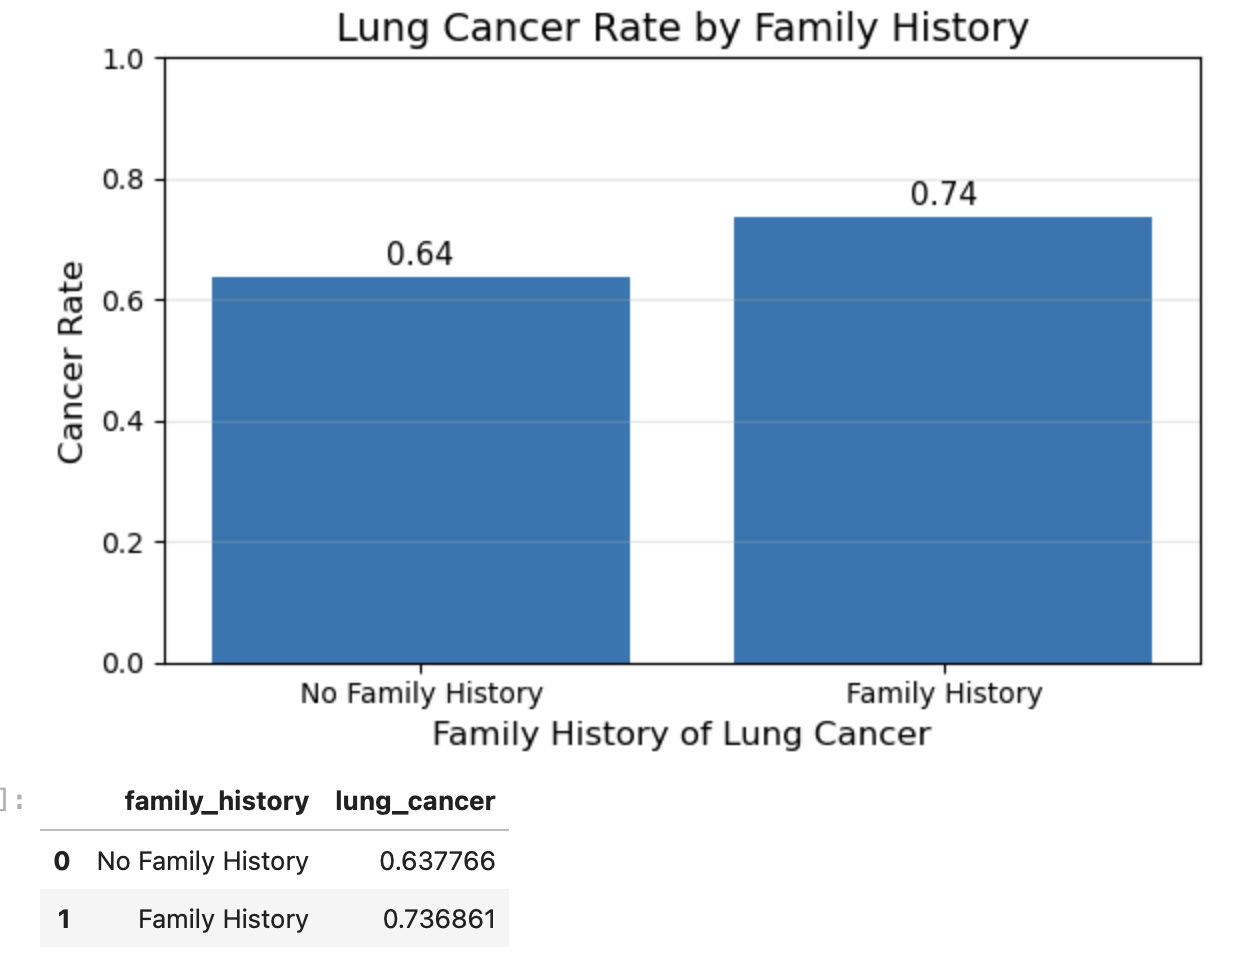 Lung Cancer Rate by Family History
1.0
0.8
0.6
0.4
0.2
0.0
Cancer Rate
0.64
0.74
No Family History Family History
Family History of Lung Cancer
]:
family_history lung_cancer
0 No Family History 0.637766
1 Family History 0.736861